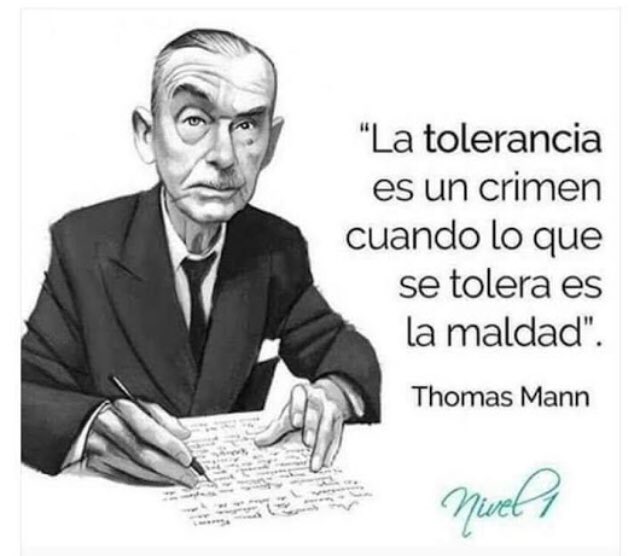 “La tolerancia
es un crimen
cuando lo que
se tolera es
la maldad".
Thomas Mann
Nivel 1